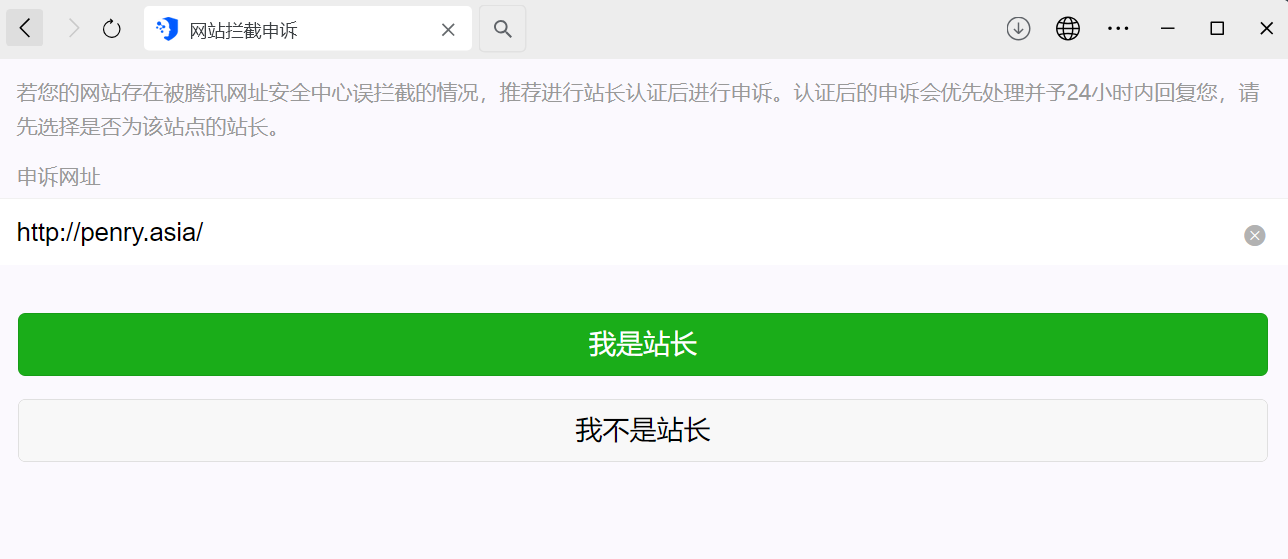 网站拦截申诉
若您的网站存在被腾讯网址安全中心误拦截的情况，推荐进行站长认证后进行申诉。认证后的申诉会优先处理并予24小时内回复您，请
先选择是否为该站点的站长。
申诉网址
http://penry.asia/
我是站长
我不是站长